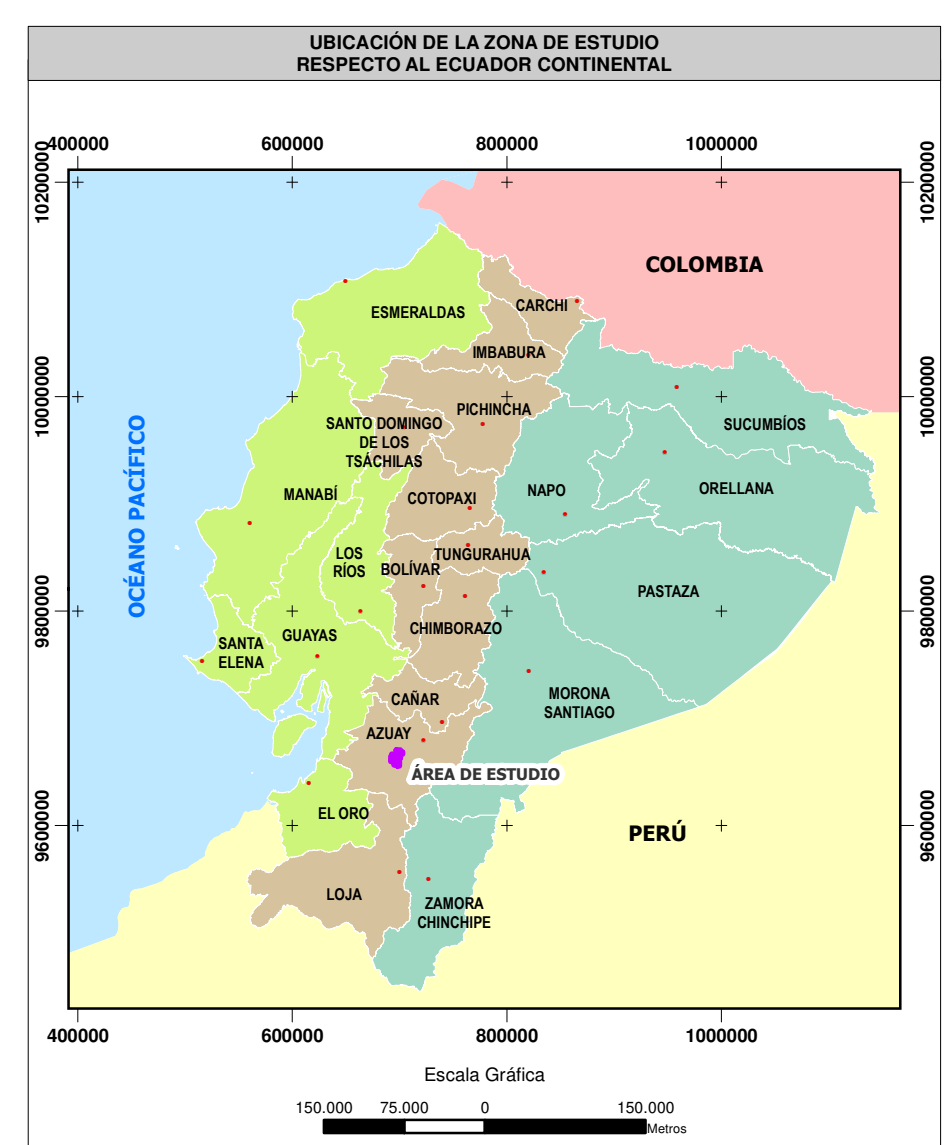 UBICACIÓN DE LA ZONA DE ESTUDIO
RESPECTO AL ECUADOR CONTINENTAL
400000 600000 800000 1000000
10200000 10200000
COLOMBIA
CARCHI
ESMERALDAS
IMBABURA
10000000 10000000
PICHINCHA
SANTO DOMINGO
DE LOS
TSÁCHILAS
SUCUMBÍOS
OCÉANO PACÍFICO
MANABÍ
COTOPAXI
NAPO
ORELLANA
LOS
RÍOS
TUNGURAHUA
BOLÍVAR
PASTAZA
9800000 9800000
CHIMBORAZO
GUAYAS
SANTA
ELENA
MORONA
SANTIAGO
CAÑAR
AZUAY
ÁREA DE ESTUDIO
EL ORO
9600000 9600000
PERÚ
LOJA
ZAMORA
CHINCHIPE
400000 600000 800000 1000000
Escala Gráfica
150.000 75.000 0 150.000
Metros